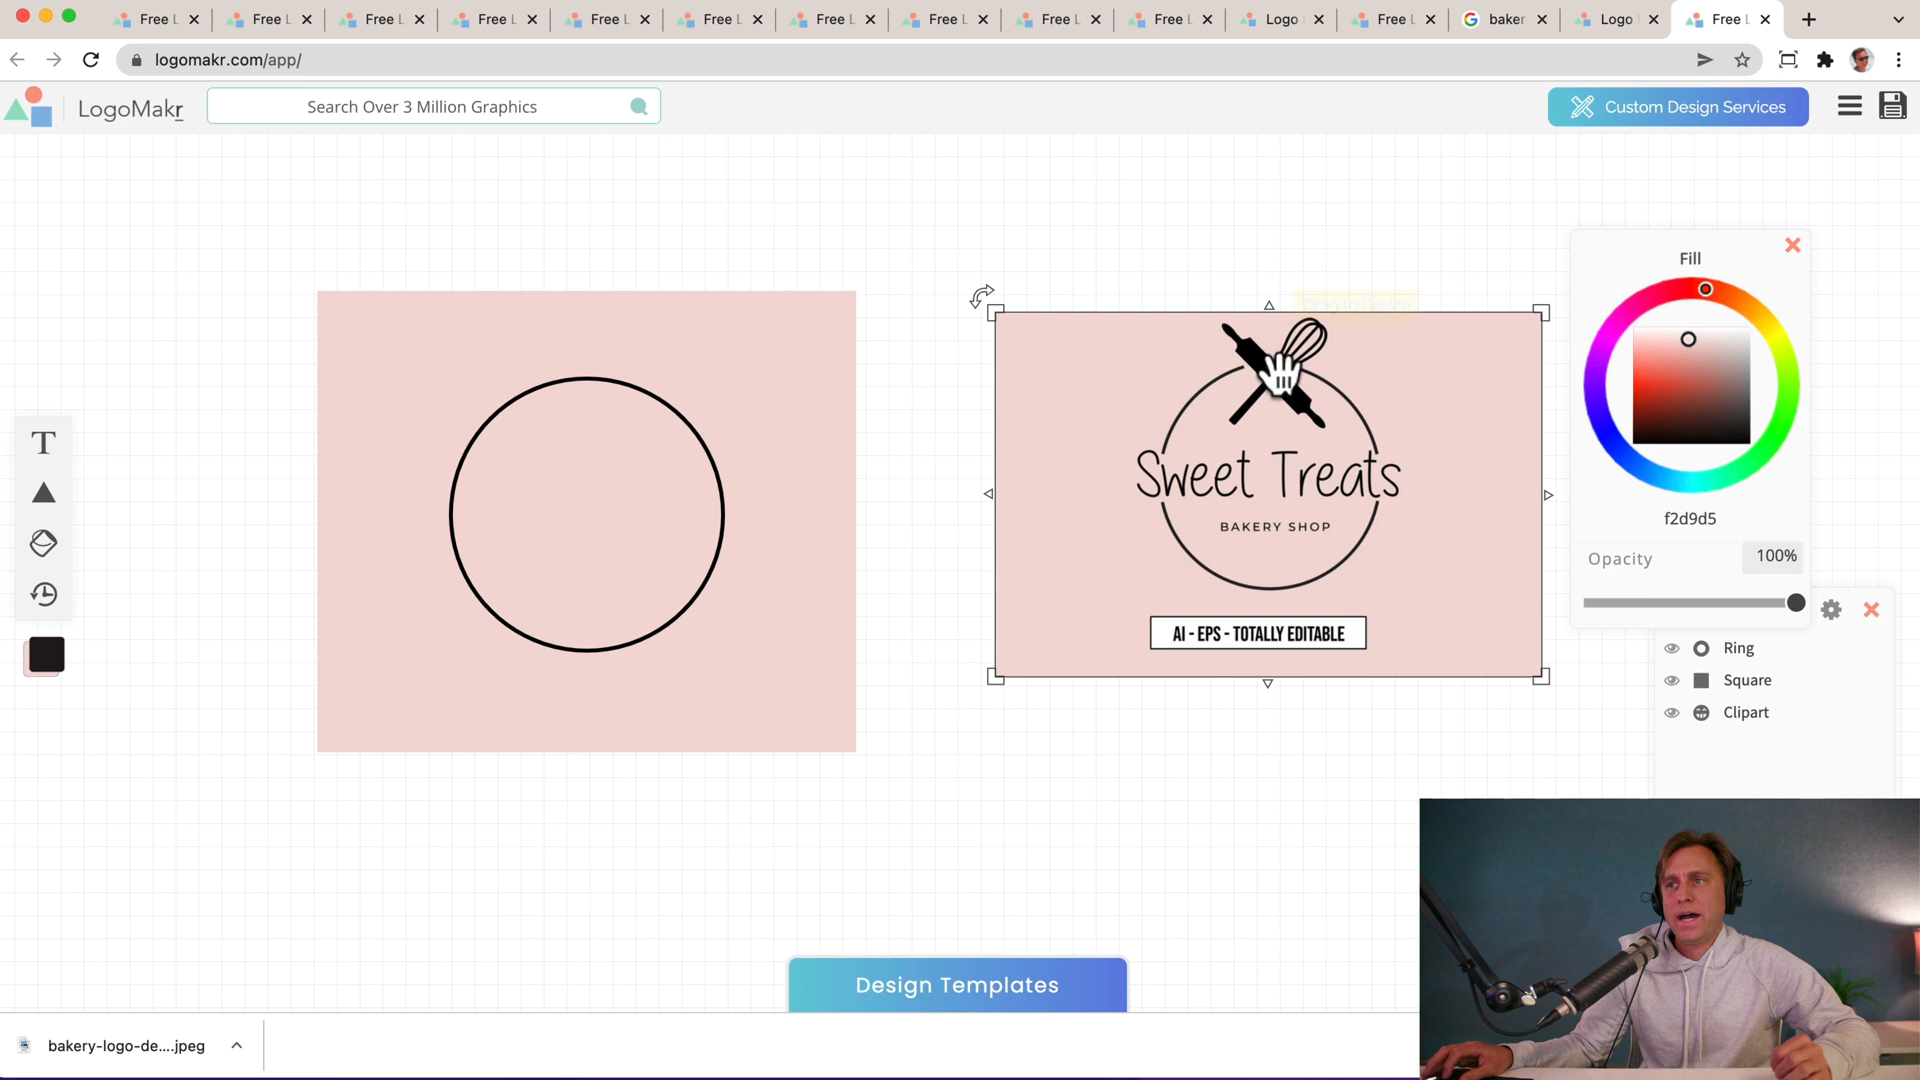 Free L
Free L
Free L
Free L
Free L
Free L
Free L
Free L
Free L
Free L
Logo
Free L
baker
Logo
Free L
logomakr.com/app/
LogoMakr
Search Over 3 Million Graphics
Custom Design Services
Fill
Sweet Treats
BAKERY SHOP
AI - EPS - TOTALLY EDITABLE
f2d9d5
Opacity
100%
Ring
Square
Clipart
T
Design Templates
bakery-logo-de....jpeg